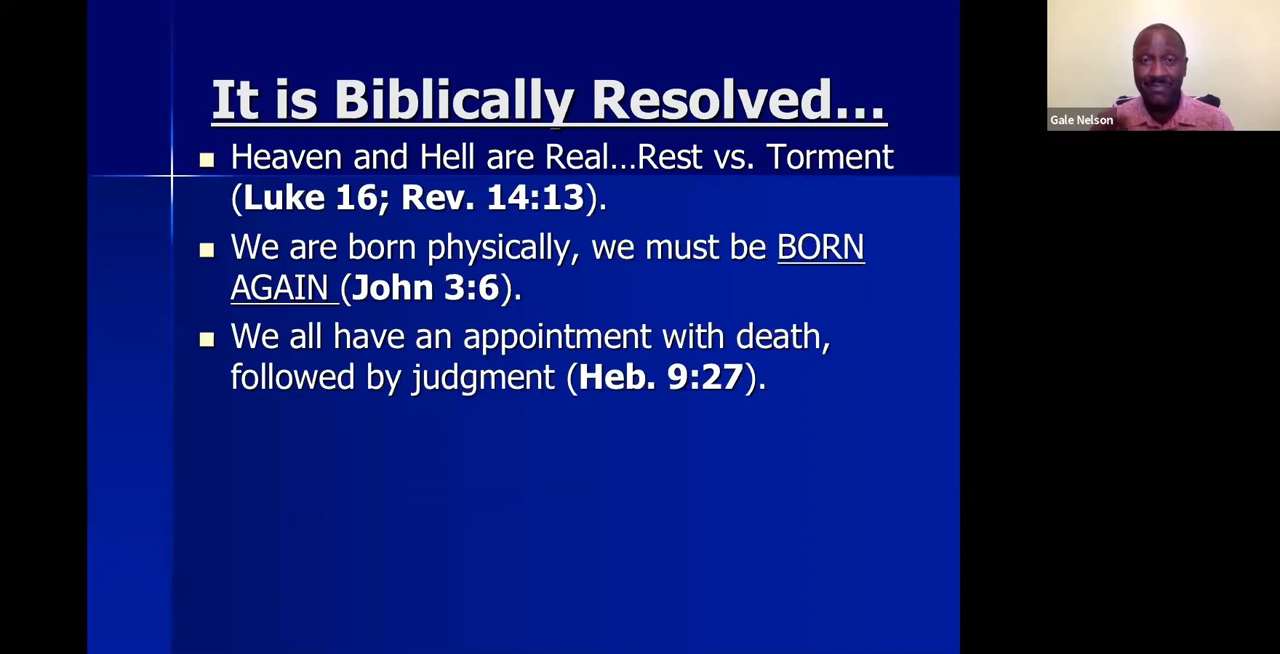 It is Biblically Resolved...
Heaven and Hell are Real...Rest vs. Torment
(Luke 16; Rev. 14:13).
We are born physically, we must be BORN
AGAIN (John 3:6).
We all have an appointment with death,
followed by judgment (Heb. 9:27).
Gale Nelson